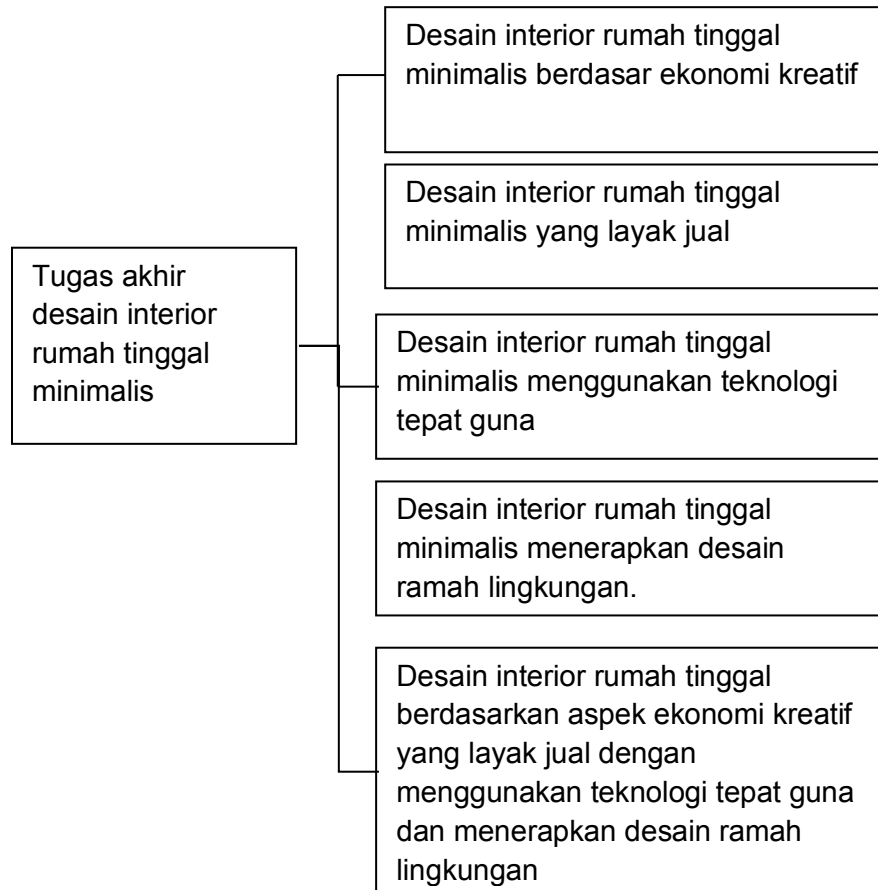 Tugas akhir
desain interior
rumah tinggal
minimalis
Desain interior rumah tinggal
minimalis berdasar ekonomi kreatif
Desain interior rumah tinggal
minimalis yang layak jual
Desain interior rumah tinggal
minimalis menggunakan teknologi
tepat guna
Desain interior rumah tinggal
minimalis menerapkan desain
ramah lingkungan.
Desain interior rumah tinggal
berdasarkan aspek ekonomi kreatif
yang layak jual dengan
menggunakan teknologi tepat guna
dan menerapkan desain ramah
lingkungan